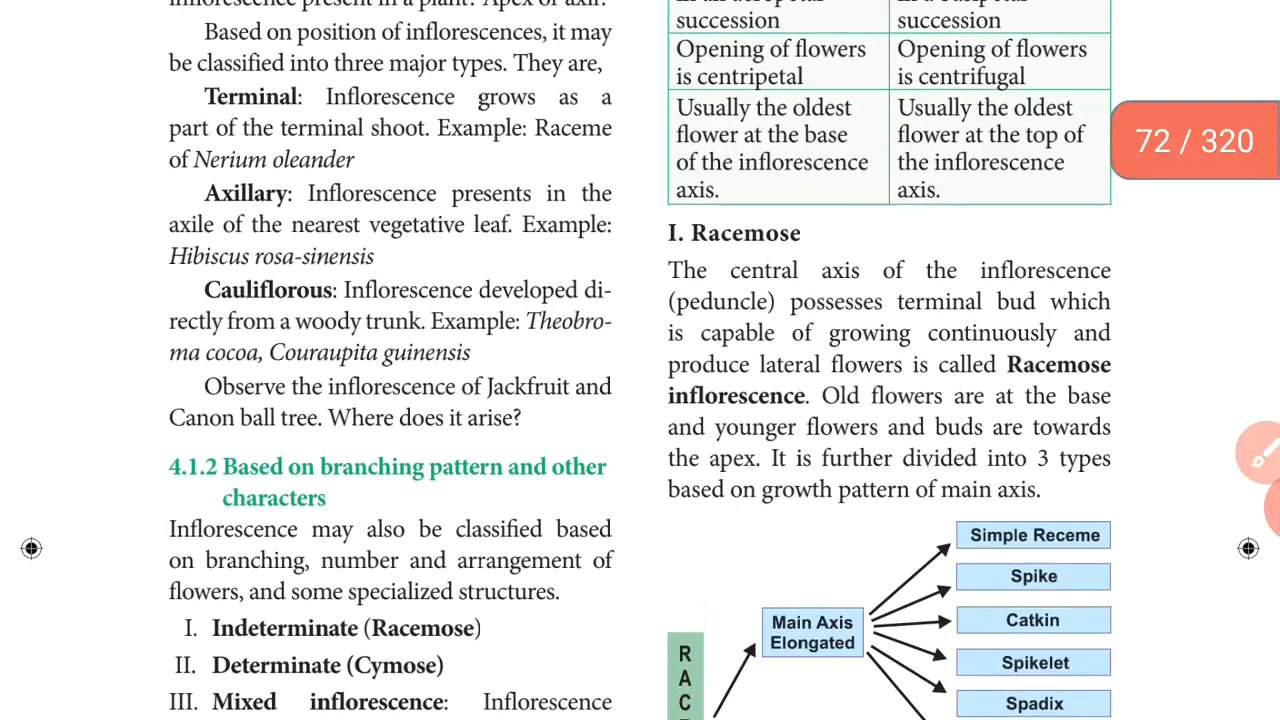 inflorescence present in a plant? Apex or axil?
Based on position of inflorescences, it may
be classified into three major types. They are,
Terminal: Inflorescence grows as a
part of the terminal shoot. Example: Raceme
of Nerium oleander
Axillary: Inflorescence presents in the
axile of the nearest vegetative leaf. Example:
Hibiscus rosa-sinensis
Cauliflorous: Inflorescence developed di-
rectly from a woody trunk. Example: Theobro-
ma cocoa, Couraupita guinensis
Observe the inflorescence of Jackfruit and
Canon ball tree. Where does it arise?
4.1.2 Based on branching pattern and other
characters
Inflorescence may also be classified based
on branching, number and arrangement of
flowers, and some specialized structures.
I. Indeterminate (Racemose)
II. Determinate (Cymose)
III. Mixed inflorescence: Inflorescence
succession
succession
Opening of flowers
is centripetal
Opening of flowers
is centrifugal
Usually the oldest
flower at the base
of the inflorescence
axis.
Usually the oldest
flower at the top of
the inflorescence
axis.
72 / 320
I. Racemose
The central axis of the inflorescence
(peduncle) possesses terminal bud which
is capable of growing continuously and
produce lateral flowers is called Racemose
inflorescence. Old flowers are at the base
and younger flowers and buds are towards
the apex. It is further divided into 3 types
based on growth pattern of main axis.
Simple Receme
Spike
Catkin
Spikelet
Spadix
Main Axis
Elongated
R
A
C